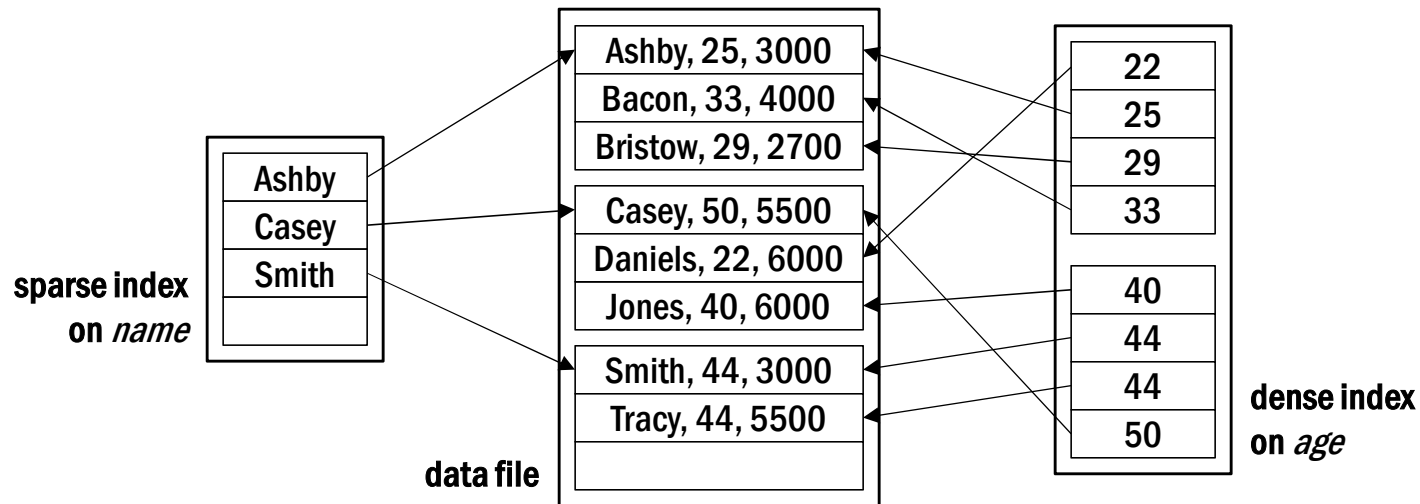 Ashby
Casey
Smith
sparse index
on name
Ashby, 25, 3000
Bacon, 33, 4000
Bristow, 29, 2700
Casey, 50, 5500
Daniels, 22, 6000
Jones, 40, 6000
Smith, 44, 3000
Tracy, 44, 5500
data file
22
25
29
33
40
44
44
50
dense index
on age